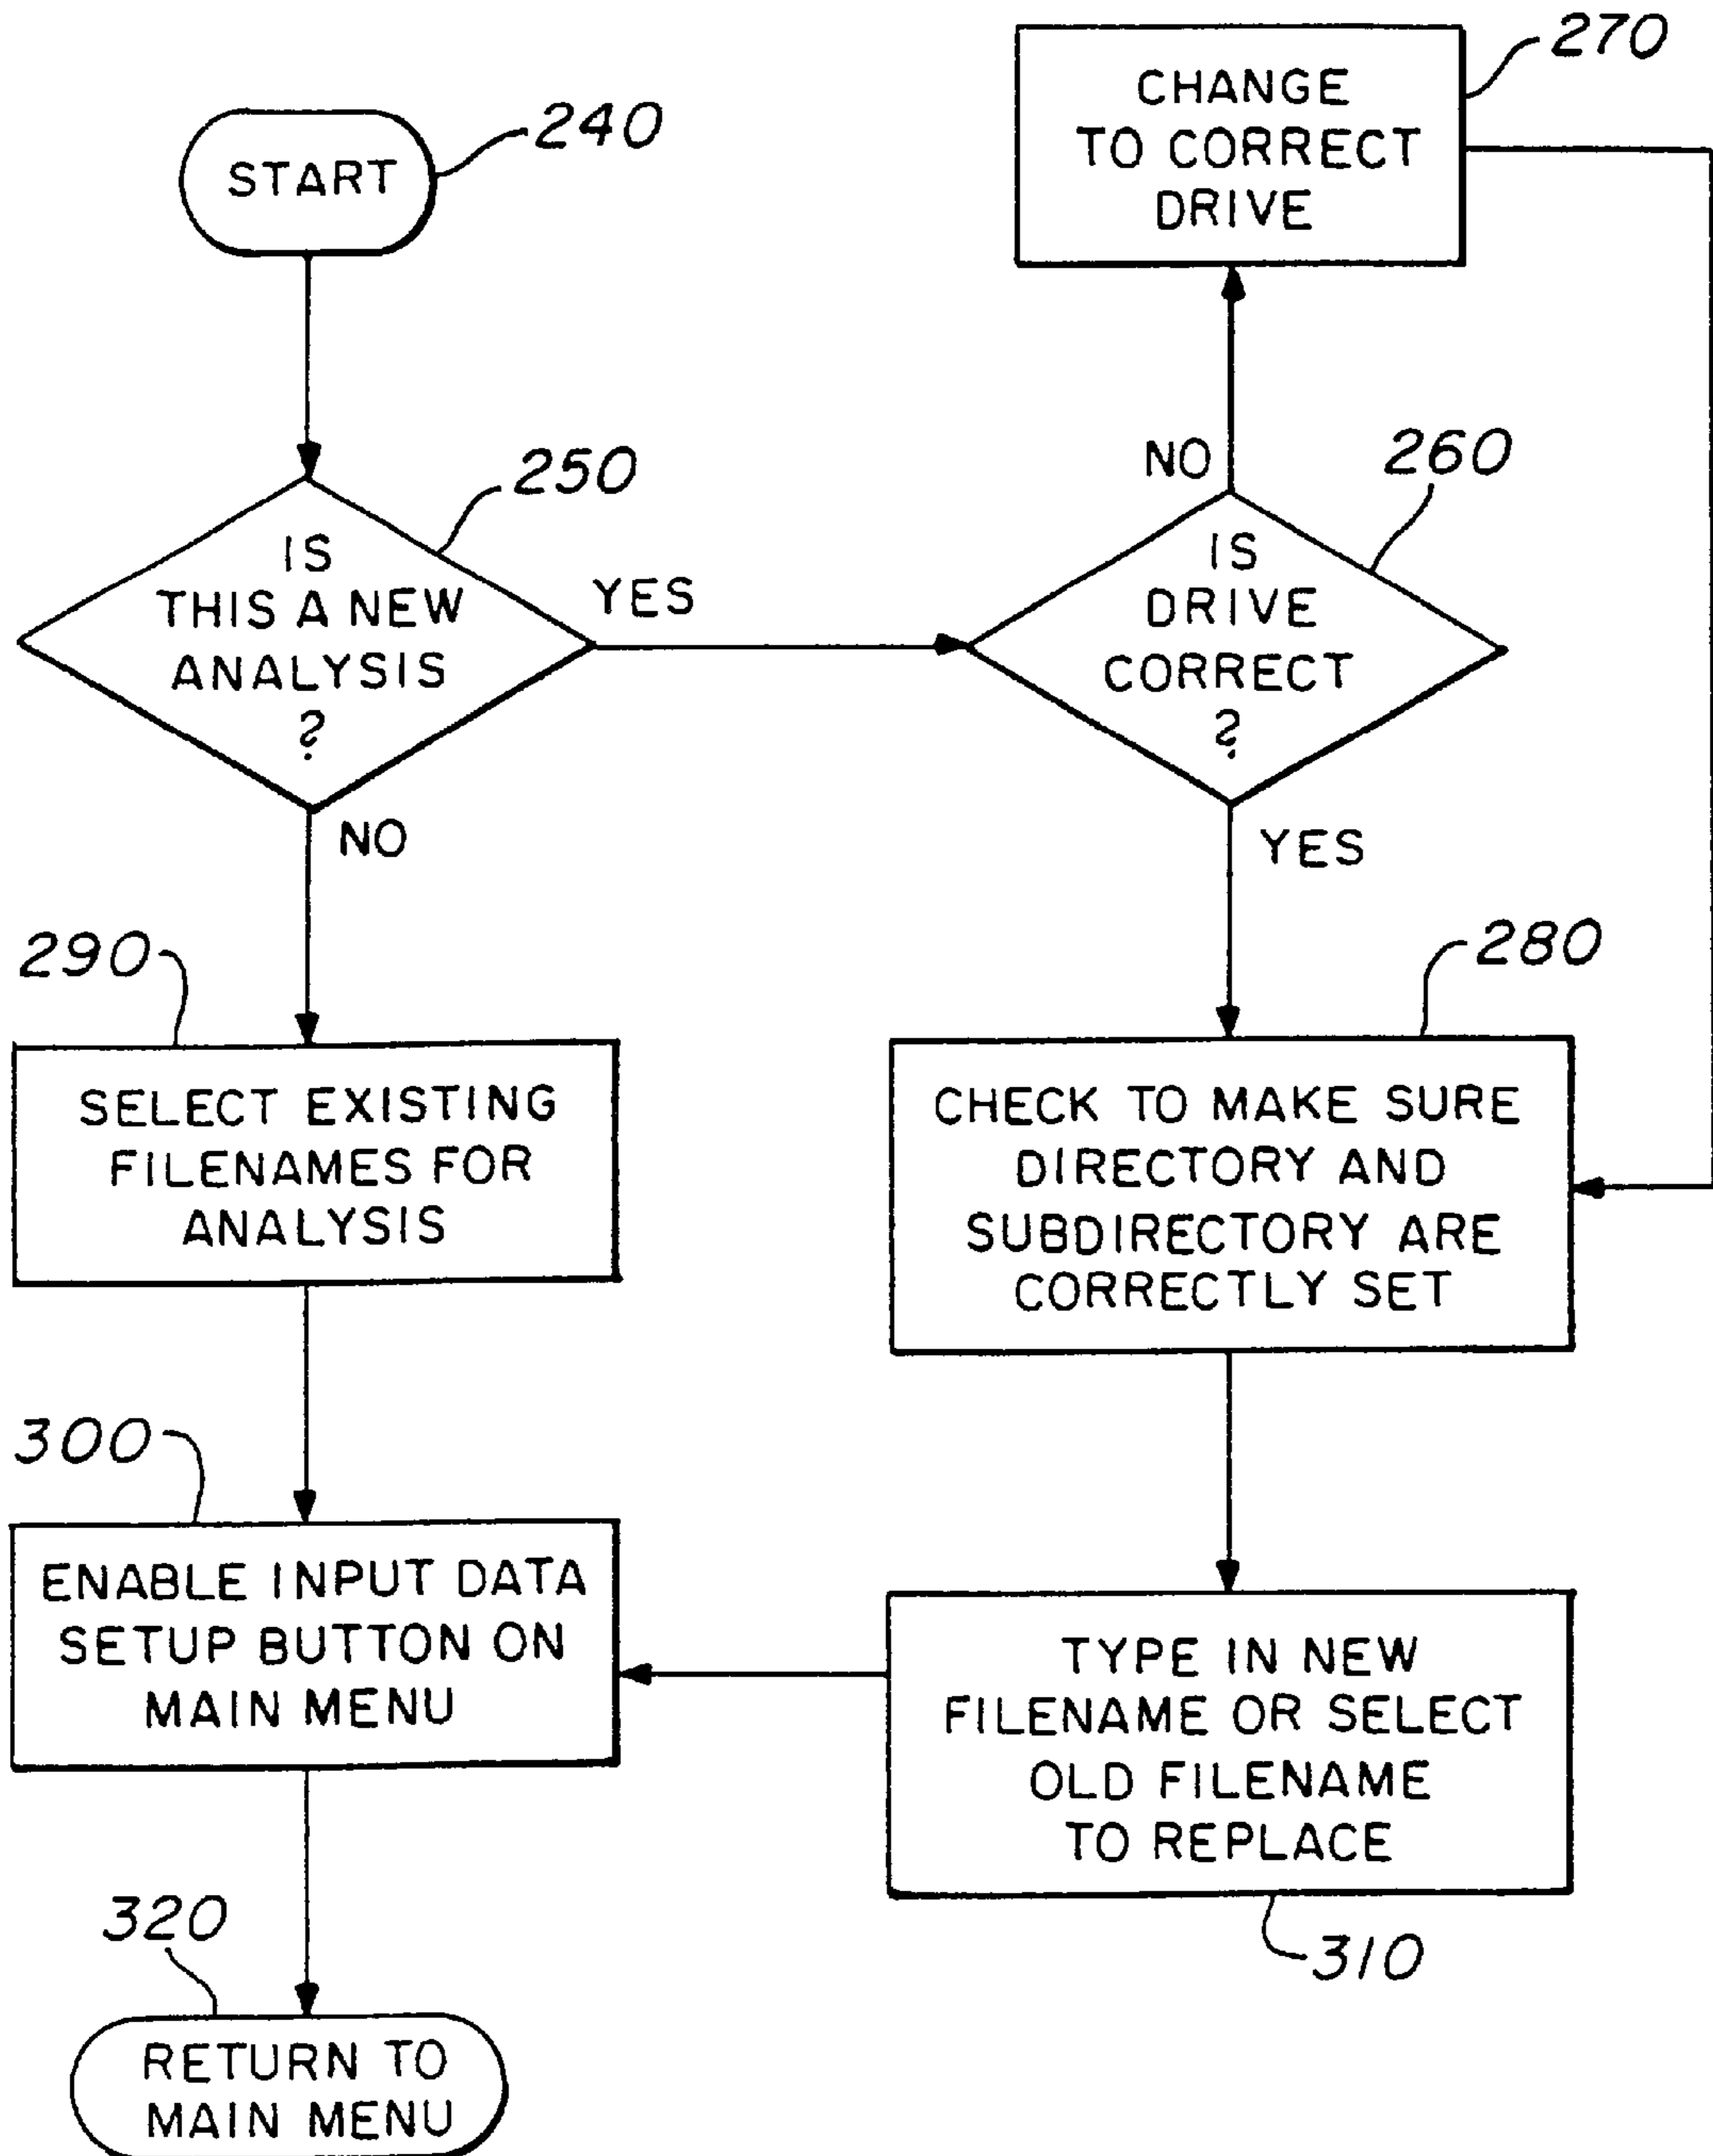 START
240
CHANGE
TO CORRECT
DRIVE
270
IS
THIS A NEW
ANALYSIS
?
250
YES
NO
IS
DRIVE
CORRECT
?
260
NO
YES
290
SELECT EXISTING
FILENAMES FOR
ANALYSIS
280
CHECK TO MAKE SURE
DIRECTORY AND
SUBDIRECTORY ARE
CORRECTLY SET
300
ENABLE INPUT DATA
SETUP BUTTON ON
MAIN MENU
TYPE IN NEW
FILENAME OR SELECT
OLD FILENAME
TO REPLACE
310
320
RETURN TO
MAIN MENU